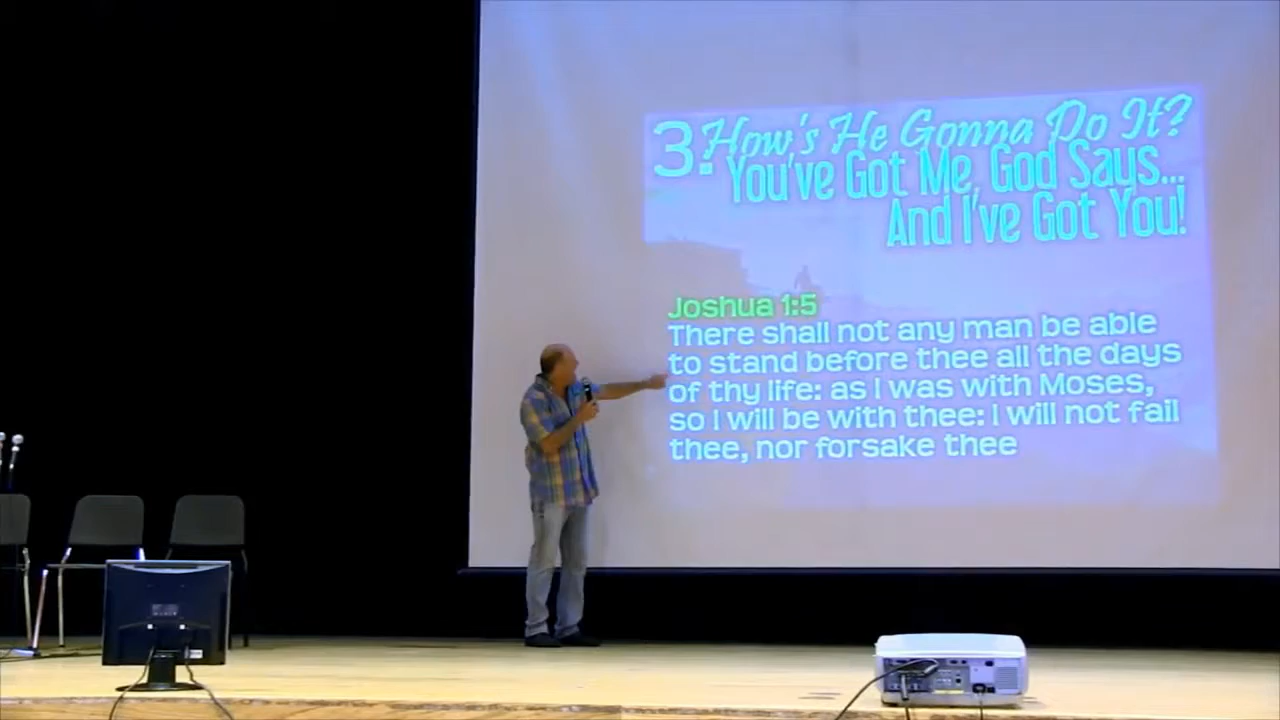 3. How's He Gonna Do It?
You've Got Me, God Says...
And I've Got You!
Joshua 1:5
There shall not any man be able
to stand before thee all the days
of thy life: as I was with Moses,
so I will be with thee: I will not fail
thee, nor forsake thee